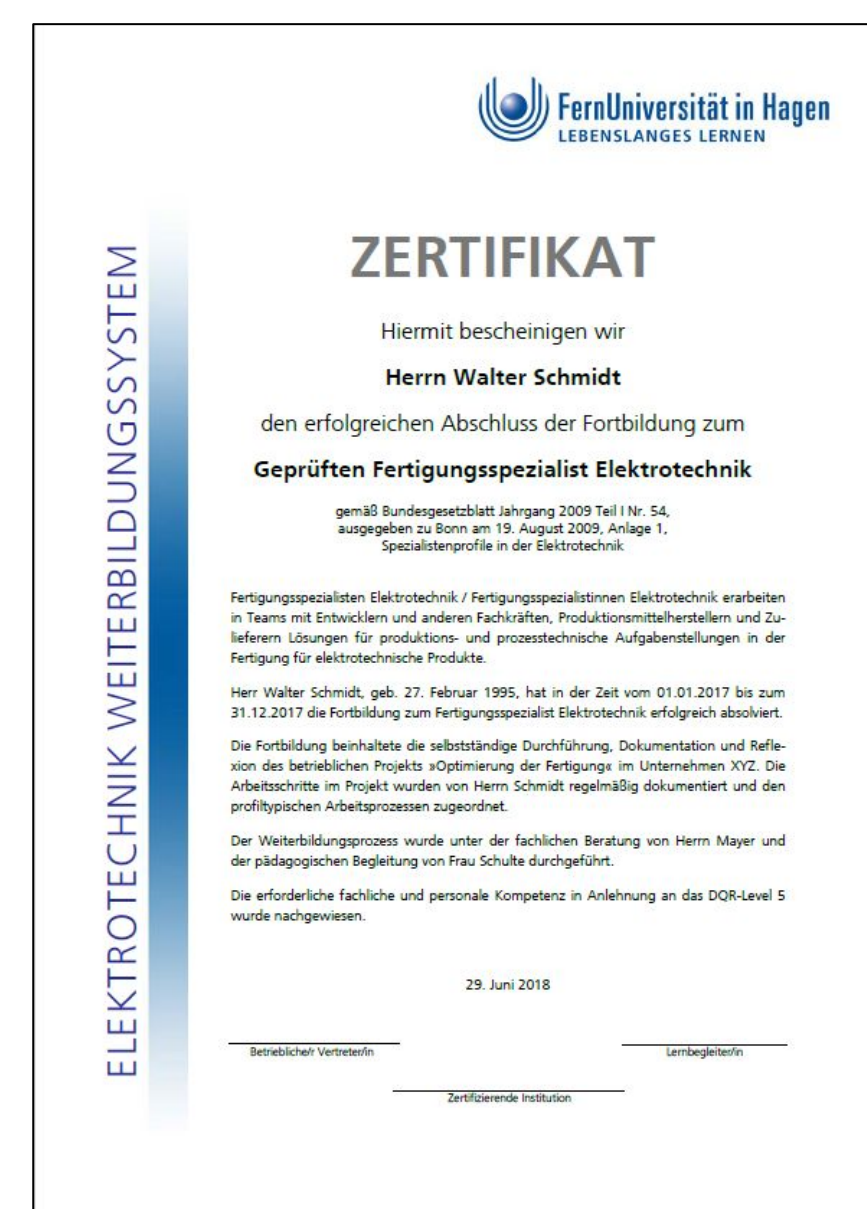 FernUniversität in Hagen
LEBENSLANGES LERNEN
ELEKTROTECHNIK WEITERBILDUNGSSYSTEM
ZERTIFIKAT
Hiermit bescheinigen wir
Herrn Walter Schmidt
den erfolgreichen Abschluss der Fortbildung zum
Geprüften Fertigungsspezialist Elektrotechnik
gemäß Bundesgesetzblatt Jahrgang 2009 Teil I Nr. 54,
ausgegeben zu Bonn am 19. August 2009, Anlage 1,
Spezialistenprofile in der Elektrotechnik
Fertigungsspezialisten Elektrotechnik / Fertigungsspezialistinnen Elektrotechnik erarbeiten
in Teams mit Entwicklern und anderen Fachkräften, Produktionsmittelherstellern und Zu-
lieferern Lösungen für produktions- und prozesstechnische Aufgabenstellungen in der
Fertigung für elektrotechnische Produkte.
Herr Walter Schmidt, geb. 27. Februar 1995, hat in der Zeit vom 01.01.2017 bis zum
31.12.2017 die Fortbildung zum Fertigungsspezialist Elektrotechnik erfolgreich absolviert.
Die Fortbildung beinhaltete die selbstständige Durchführung, Dokumentation und Refle-
xion des betrieblichen Projekts »Optimierung der Fertigung« im Unternehmen XYZ. Die
Arbeitsschritte im Projekt wurden von Herrn Schmidt regelmäßig dokumentiert und den
profiltypischen Arbeitsprozessen zugeordnet.
Der Weiterbildungsprozess wurde unter der fachlichen Beratung von Herrn Mayer und
der pädagogischen Begleitung von Frau Schulte durchgeführt.
Die erforderliche fachliche und personale Kompetenz in Anlehnung an das DQR-Level 5
wurde nachgewiesen.
29. Juni 2018
Betriebliche/r Vertreter/in
Lernbegleiter/in
Zertifizierende Institution